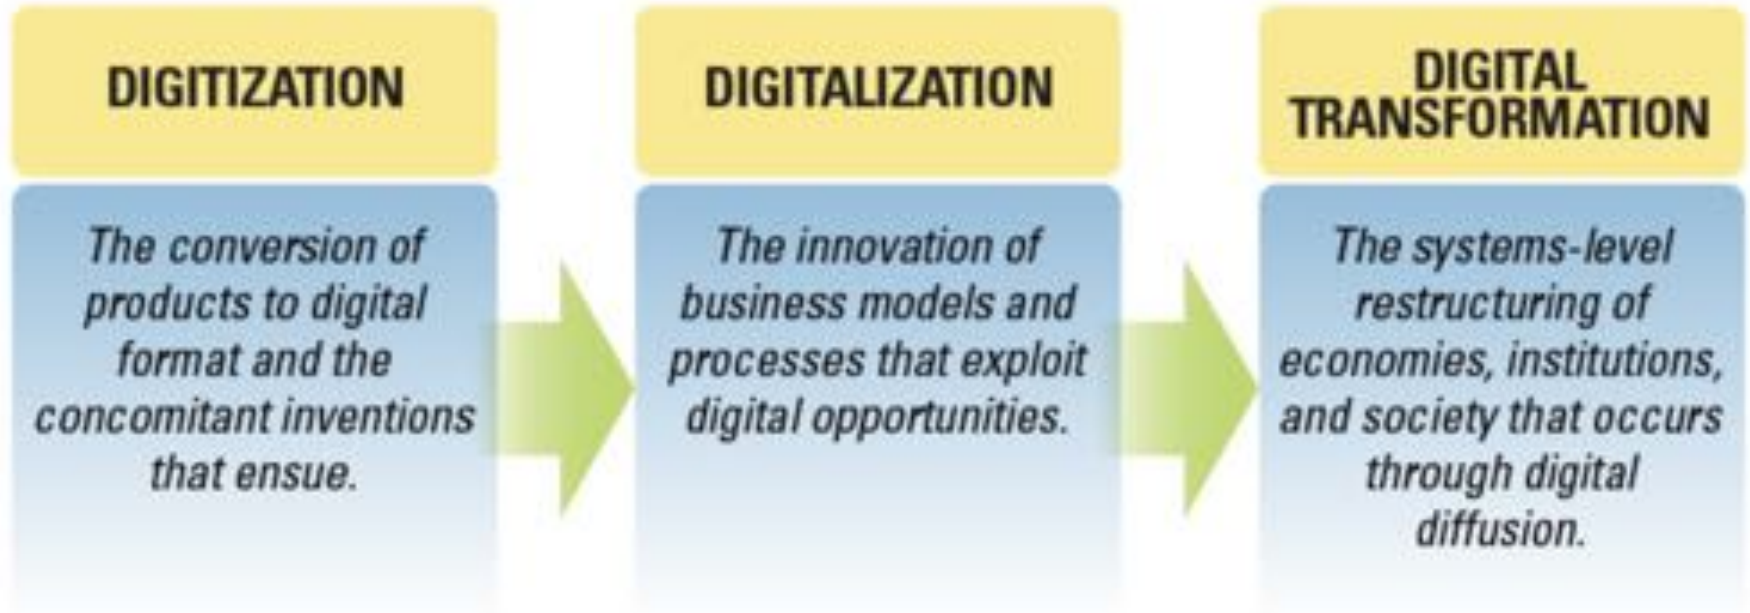 DIGITIZATION
The conversion of
products to digital
format and the
concomitant inventions
that ensue.
DIGITALIZATION
The innovation of
business models and
processes that exploit
digital opportunities.
DIGITAL
TRANSFORMATION
The systems-level
restructuring of
economies, institutions,
and society that occurs
through digital
diffusion.